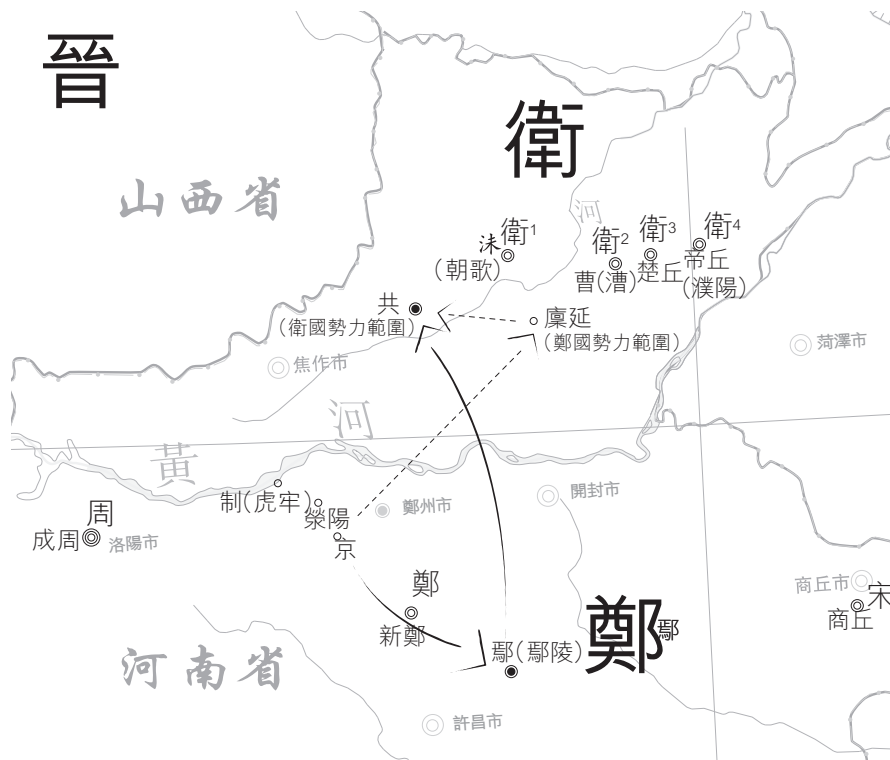 晉
衛
山西省
河
沬
衛1
(朝歌)
衛2
曹(漕)
衛3
楚丘
衛4
帝丘
(濮陽)
共
(衛國勢力範圍)
廩延
(鄭國勢力範圍)
焦作市
菏澤市
黃河
制(虎牢)
滎陽
京
鄭州市
開封市
周
成周
洛陽市
鄭
新鄭
鄢(鄢陵)
鄭
鄢
商丘市
宋
商丘
河南省
許昌市